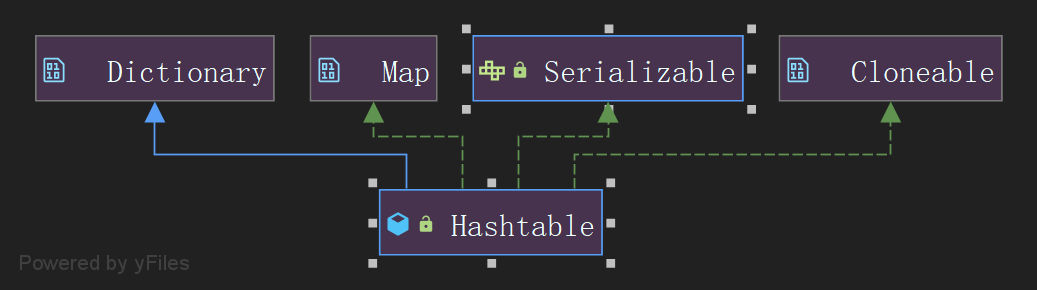 Dictionary
Map
Serializable
Cloneable
Hashtable
Powered by yFiles